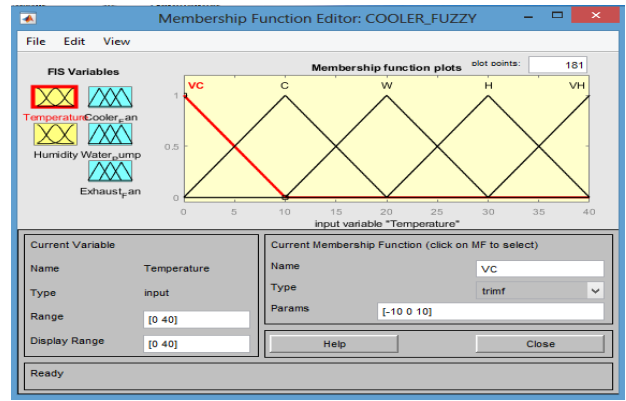 Membership Function Editor: COOLER_FUZZY
File Edit View
FIS Variables
Membership function plots
plot points:
181
Temperature
Cooler_Fan
Humidity
Water_Pump
Exhaust_Fan
VC C W H VH
1
0.5
0
0 5 10 15 20 25 30 35 40
input variable "Temperature"
Current Variable
Name Temperature
Type input
Range [0 40]
Display Range [0 40]
Current Membership Function (click on MF to select)
Name VC
Type trimf
Params [-10 0 10]
Help Close
Ready